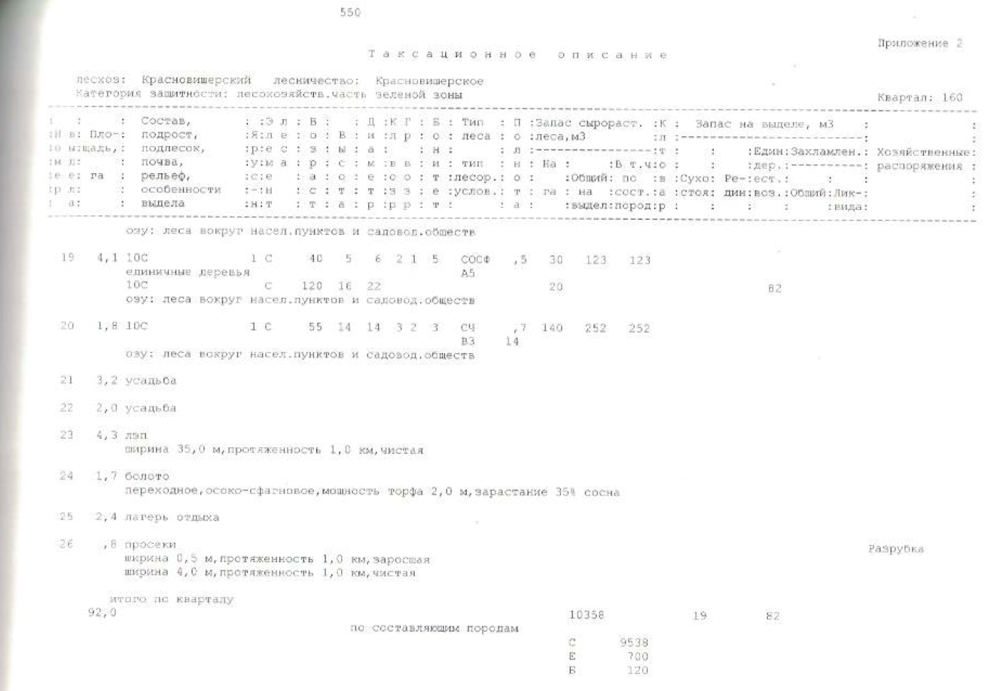 550
Приложение 2
Т а к с а ц и о н н о е о п и с а н и е
лесхоз: Красновишерский лесничество: Красновишерское
Категория защитности: лесохозяйств.часть зеленой зоны
Квартал: 160
: : : Состав, : :Э л : В : : Д :К Г : Б : Тип : П :Запас сырораст. :К : Запас на выделе, м3 : :
:Н в: Пло-: подрост, :Я:л е : о : В : и :л р : о : леса : о :леса,м3 :л :-------------------------: :
:о ы:щадь,: подлесок, :р:е с : з : ы : а : : н : : л :---------------:т : : :Един:Захламлен.: Хозяйственные:
:м л: : почва, :у:м а : р : с : м :в в : и : тип : н : На : :В т.ч:о : : :дер.:----------: распоряжения :
:е е: га : рельеф, :с:е : а : о : е :о о : т :лесор.: о : :Общий: по :в :Сухо: Ре-:ест.: : : :
:р л: : особенности :-:н : с : т : т :з з : е :услов.: т : га : на :сост.:а :стоя: дин:воз.:Общий:Лик-: :
: а: : выдела :н:т : т : а : р :р р : т : : а : :выдел:пород:р : : : : :вида: :
озу: леса вокруг насел.пунктов и садовод.обществ
19 4,1 10С 1 С 40 5 6 2 1 5 СОСФ ,5 30 123 123
единичные деревья А5
10С С 120 16 22 20 82
озу: леса вокруг насел.пунктов и садовод.обществ
20 1,8 10С 1 С 55 14 14 3 2 3 СЧ ,7 140 252 252
В3 14
озу: леса вокруг насел.пунктов и садовод.обществ
21 3,2 усадьба
22 2,0 усадьба
23 4,3 лэп
ширина 35,0 м,протяженность 1,0 км,чистая
24 1,7 болото
переходное,осоко-сфагновое,мощность торфа 2,0 м,зарастание 35% сосна
25 2,4 лагерь отдыха
26 ,8 просеки Разрубка
ширина 0,5 м,протяженность 1,0 км,заросшая
ширина 4,0 м,протяженность 1,0 км,чистая
итого по кварталу
92,0 10358 19 82
по составляющим породам
С 9538
Е 700
Б 120